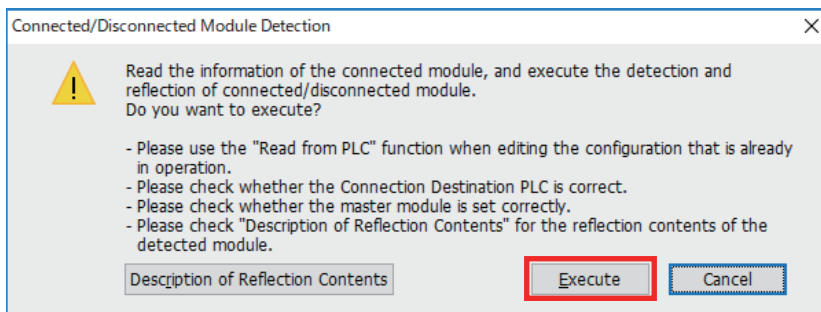 Connected/Disconnected Module Detection
Read the information of the connected module, and execute the detection and
reflection of connected/disconnected module.
Do you want to execute?
- Please use the "Read from PLC" function when editing the configuration that is already
in operation.
- Please check whether the Connection Destination PLC is correct.
- Please check whether the master module is set correctly.
- Please check "Description of Reflection Contents" for the reflection contents of the
detected module.
Description of Reflection Contents Execute Cancel